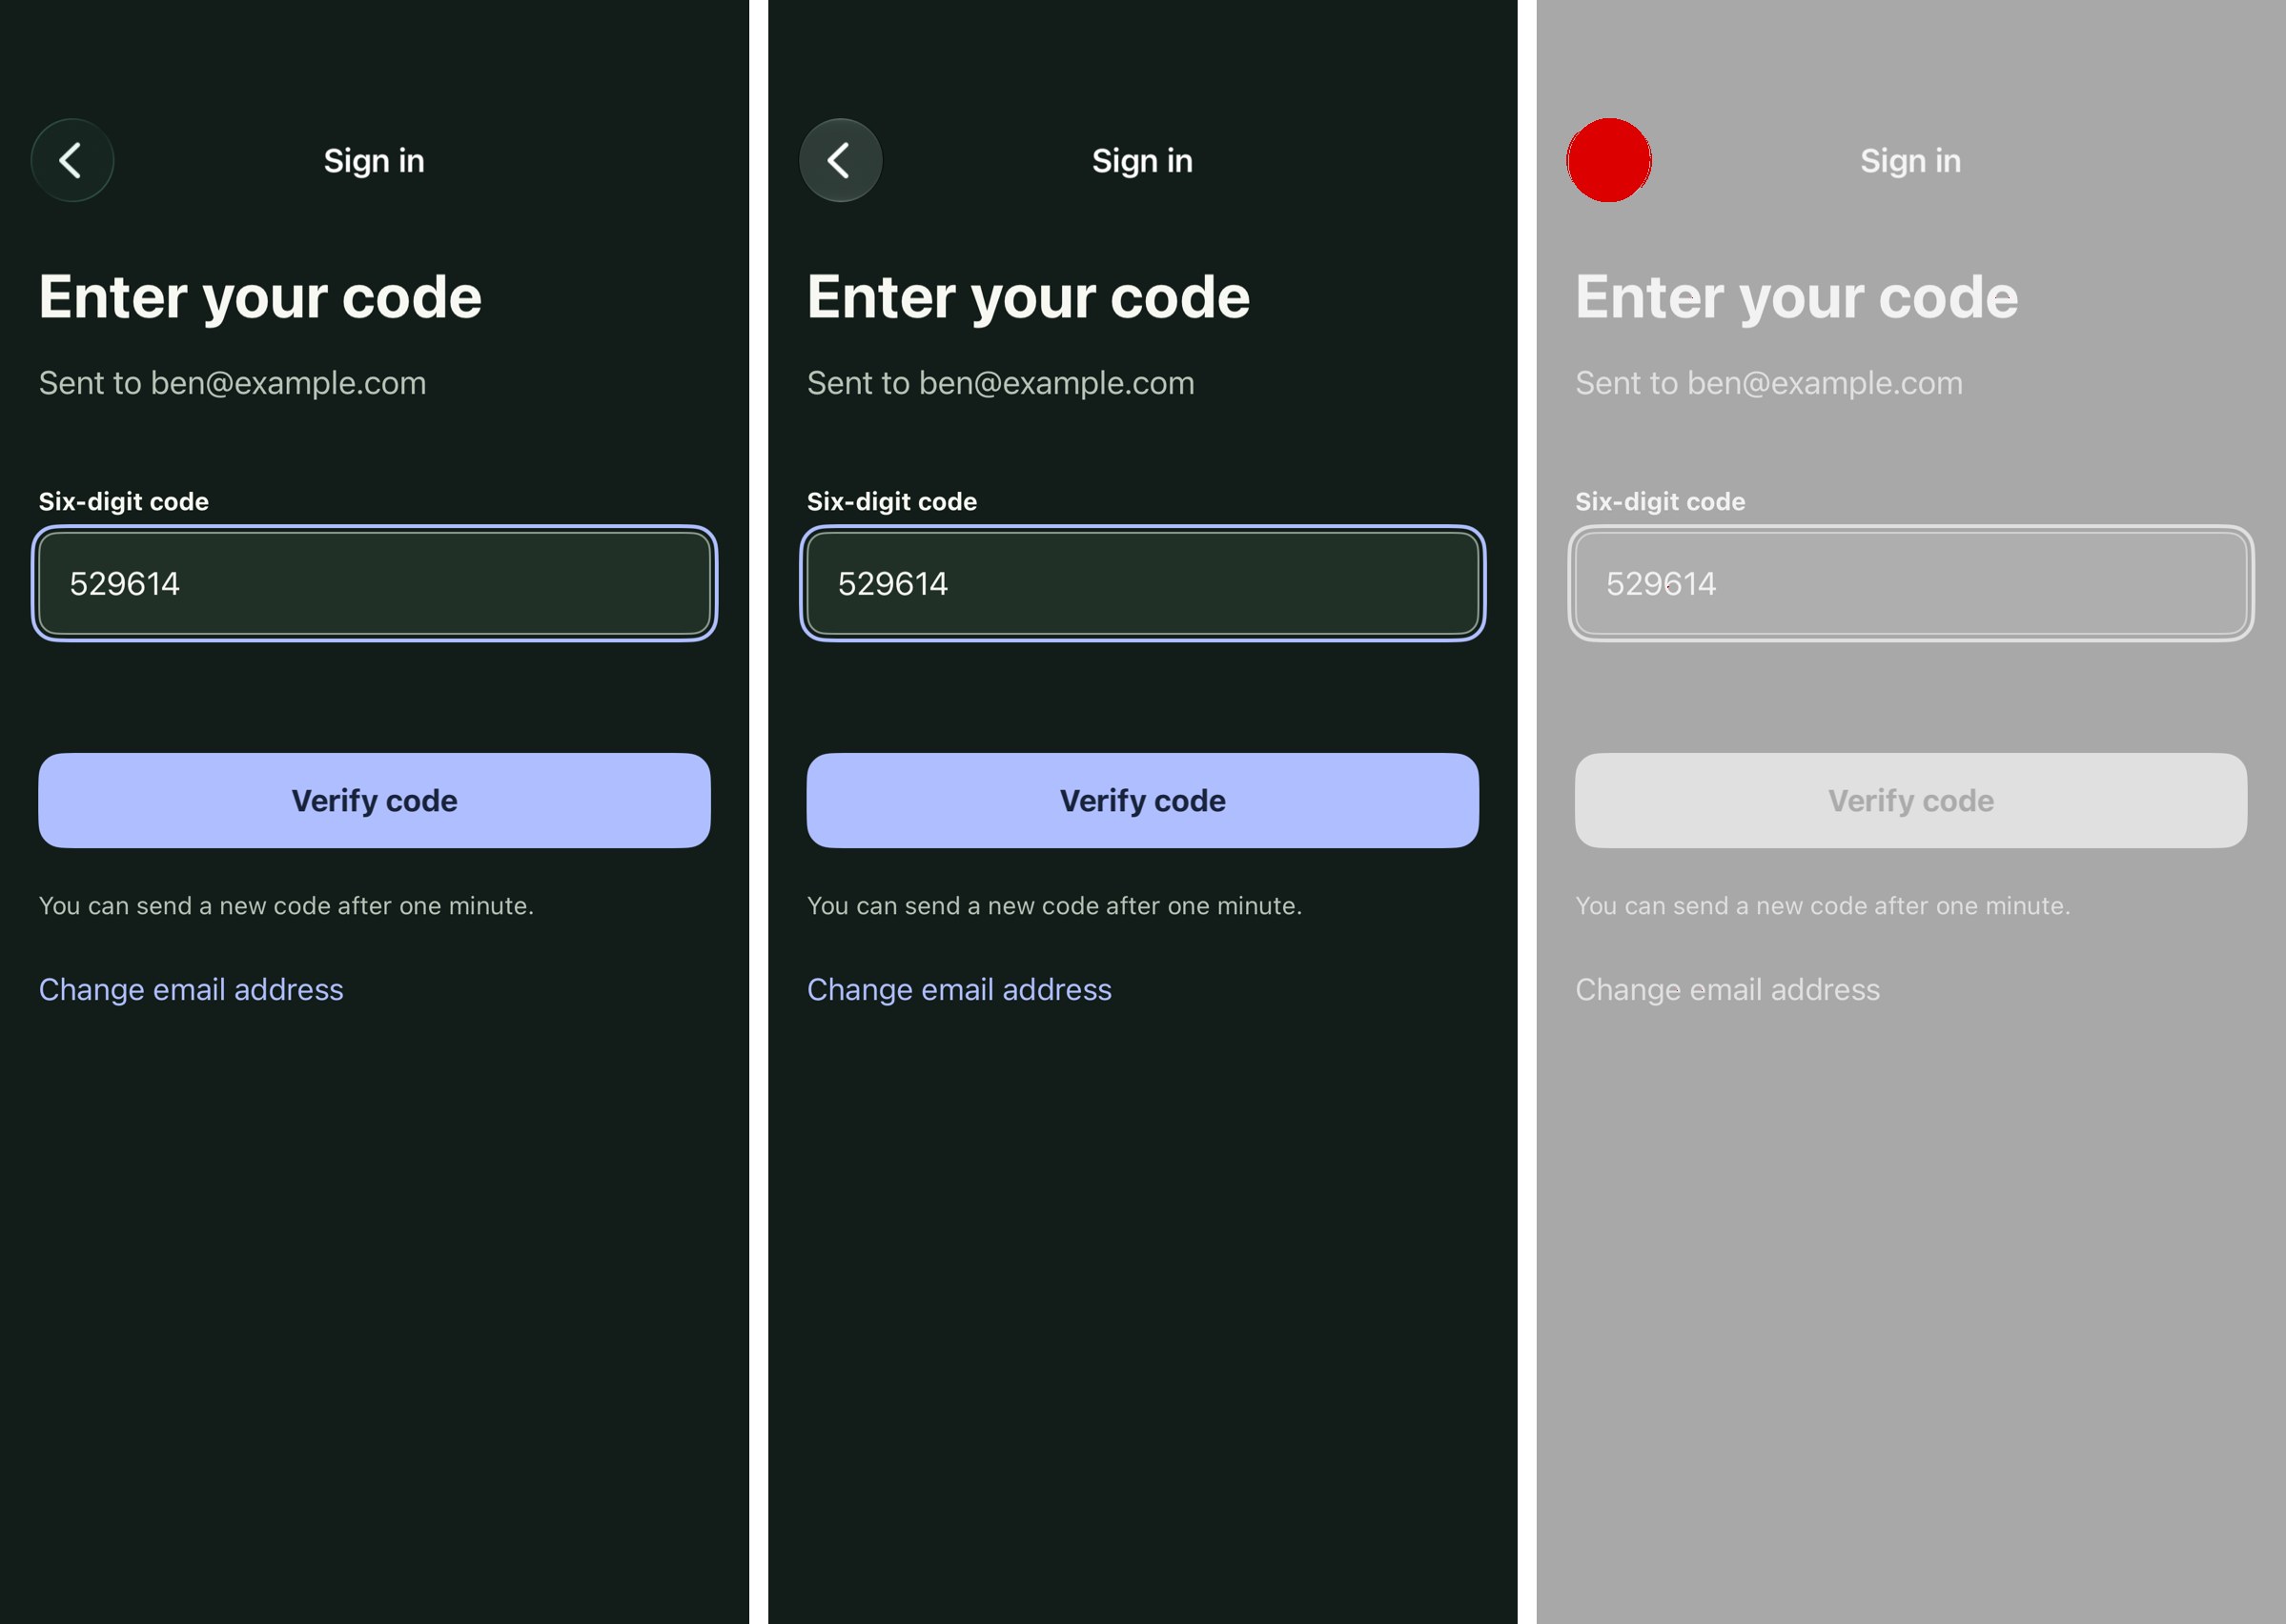 Sign in
Enter your code
Sent to ben@example.com
Six-digit code
529614
Verify code
You can send a new code after one minute.
Change email address
Sign in
Enter your code
Sent to ben@example.com
Six-digit code
529614
Verify code
You can send a new code after one minute.
Change email address
Sign in
Enter your code
Sent to ben@example.com
Six-digit code
529614
Verify code
You can send a new code after one minute.
Change email address